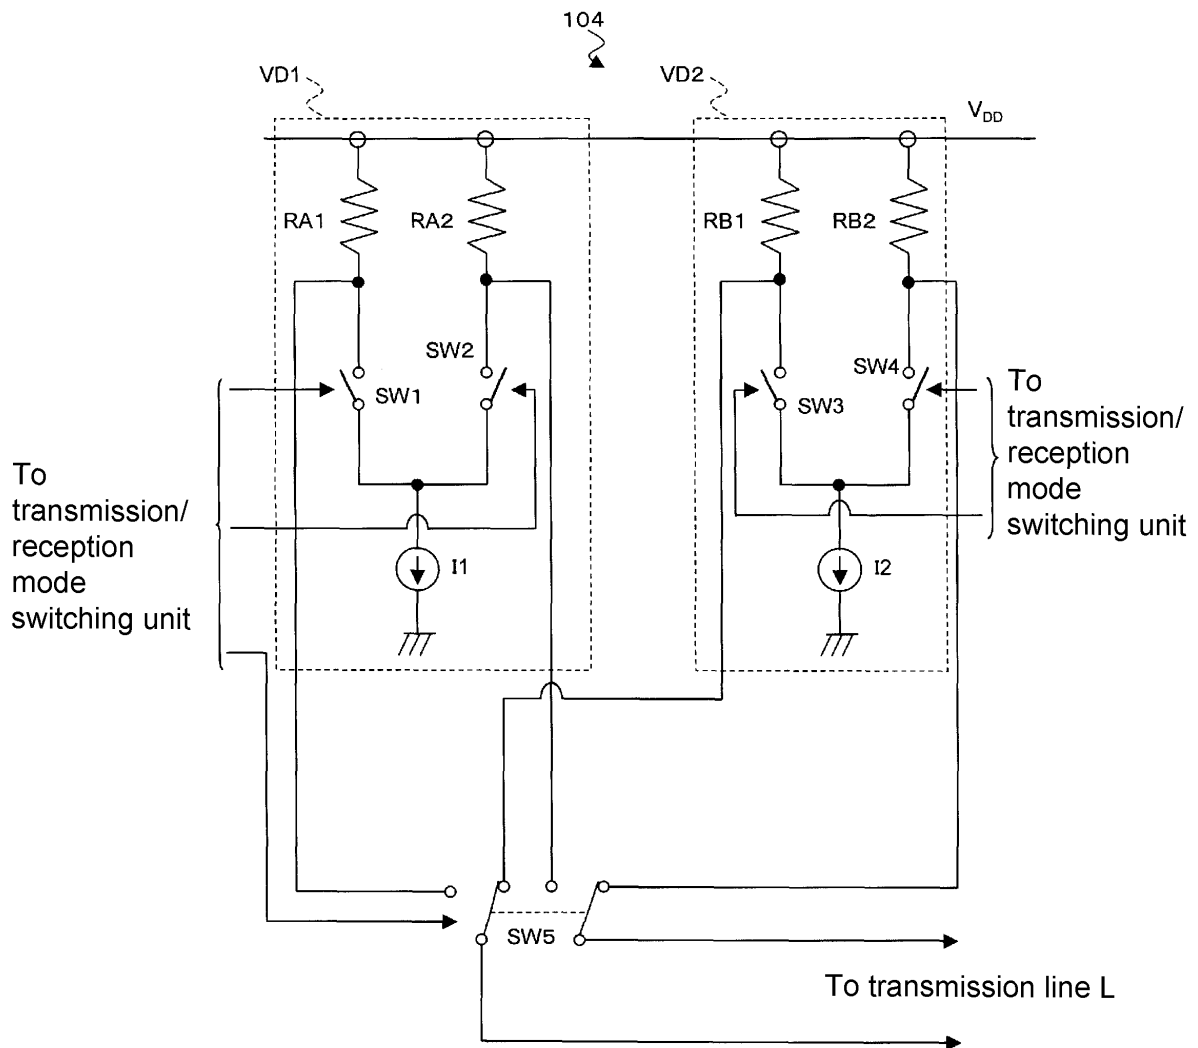 104
VD1
VD2
VDD
RA1
RA2
RB1
RB2
SW2
SW1
SW4
SW3
To
transmission/
reception
mode
switching unit
To
transmission/
reception
mode
switching unit
I1
I2
SW5
To transmission line L